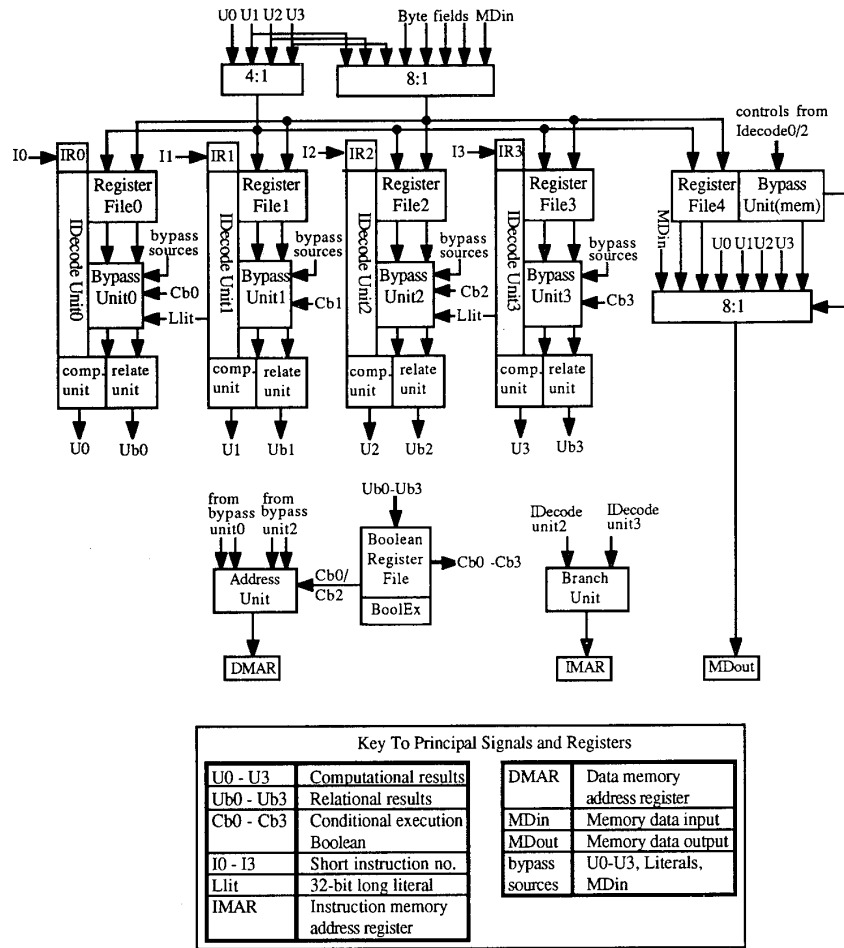 U0 U1 U2 U3
Byte fields MDin
4:1
8:1
controls from
Idecode0/2
I0
IR0
I1
IR1
I2
IR2
I3
IR3
Register
File0
Register
File1
Register
File2
Register
File3
Register
File4
Bypass
Unit(mem)
IDecode Unit0
IDecode Unit1
IDecode Unit2
IDecode Unit3
bypass
sources
bypass
sources
bypass
sources
bypass
sources
MDin
U0 U1 U2 U3
Bypass
Unit0
Bypass
Unit1
Bypass
Unit2
Bypass
Unit3
Cb0
Cb1
Cb2
Cb3
Llit
Llit
8:1
comp.
unit
relate
unit
comp.
unit
relate
unit
comp.
unit
relate
unit
comp.
unit
relate
unit
U0
Ub0
U1
Ub1
U2
Ub2
U3
Ub3
from
bypass
unit0
from
bypass
unit2
Ub0-Ub3
IDecode
unit2
IDecode
unit3
Address
Unit
Cb0/
Cb2
Boolean
Register
File
BoolEx
Cb0 -Cb3
Branch
Unit
DMAR
IMAR
MDout
Key To Principal Signals and Registers
U0 - U3 Computational results
Ub0 - Ub3 Relational results
Cb0 - Cb3 Conditional execution
Boolean
I0 - I3 Short instruction no.
Llit 32-bit long literal
IMAR Instruction memory
address register
DMAR Data memory
address register
MDin Memory data input
MDout Memory data output
bypass U0-U3, Literals,
sources MDin